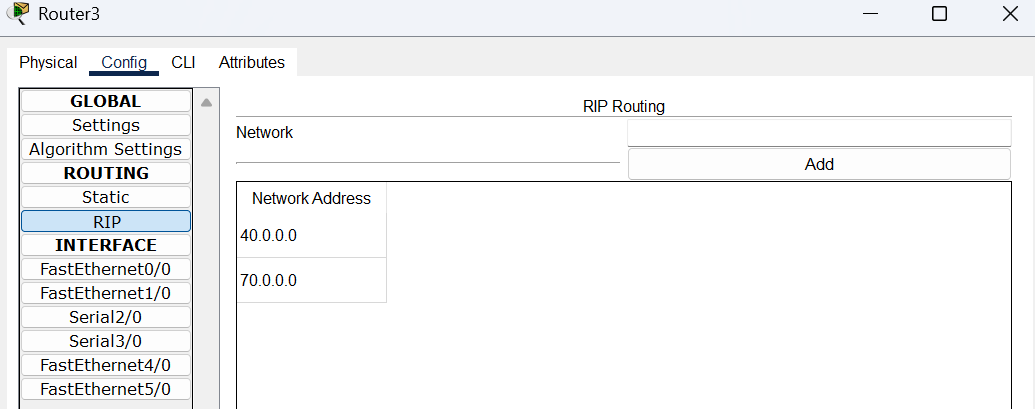 Router3
Physical Config CLI Attributes
GLOBAL
Settings
Algorithm Settings
ROUTING
Static
RIP
INTERFACE
FastEthernet0/0
FastEthernet1/0
Serial2/0
Serial3/0
FastEthernet4/0
FastEthernet5/0
RIP Routing
Network
Add
Network Address
40.0.0.0
70.0.0.0